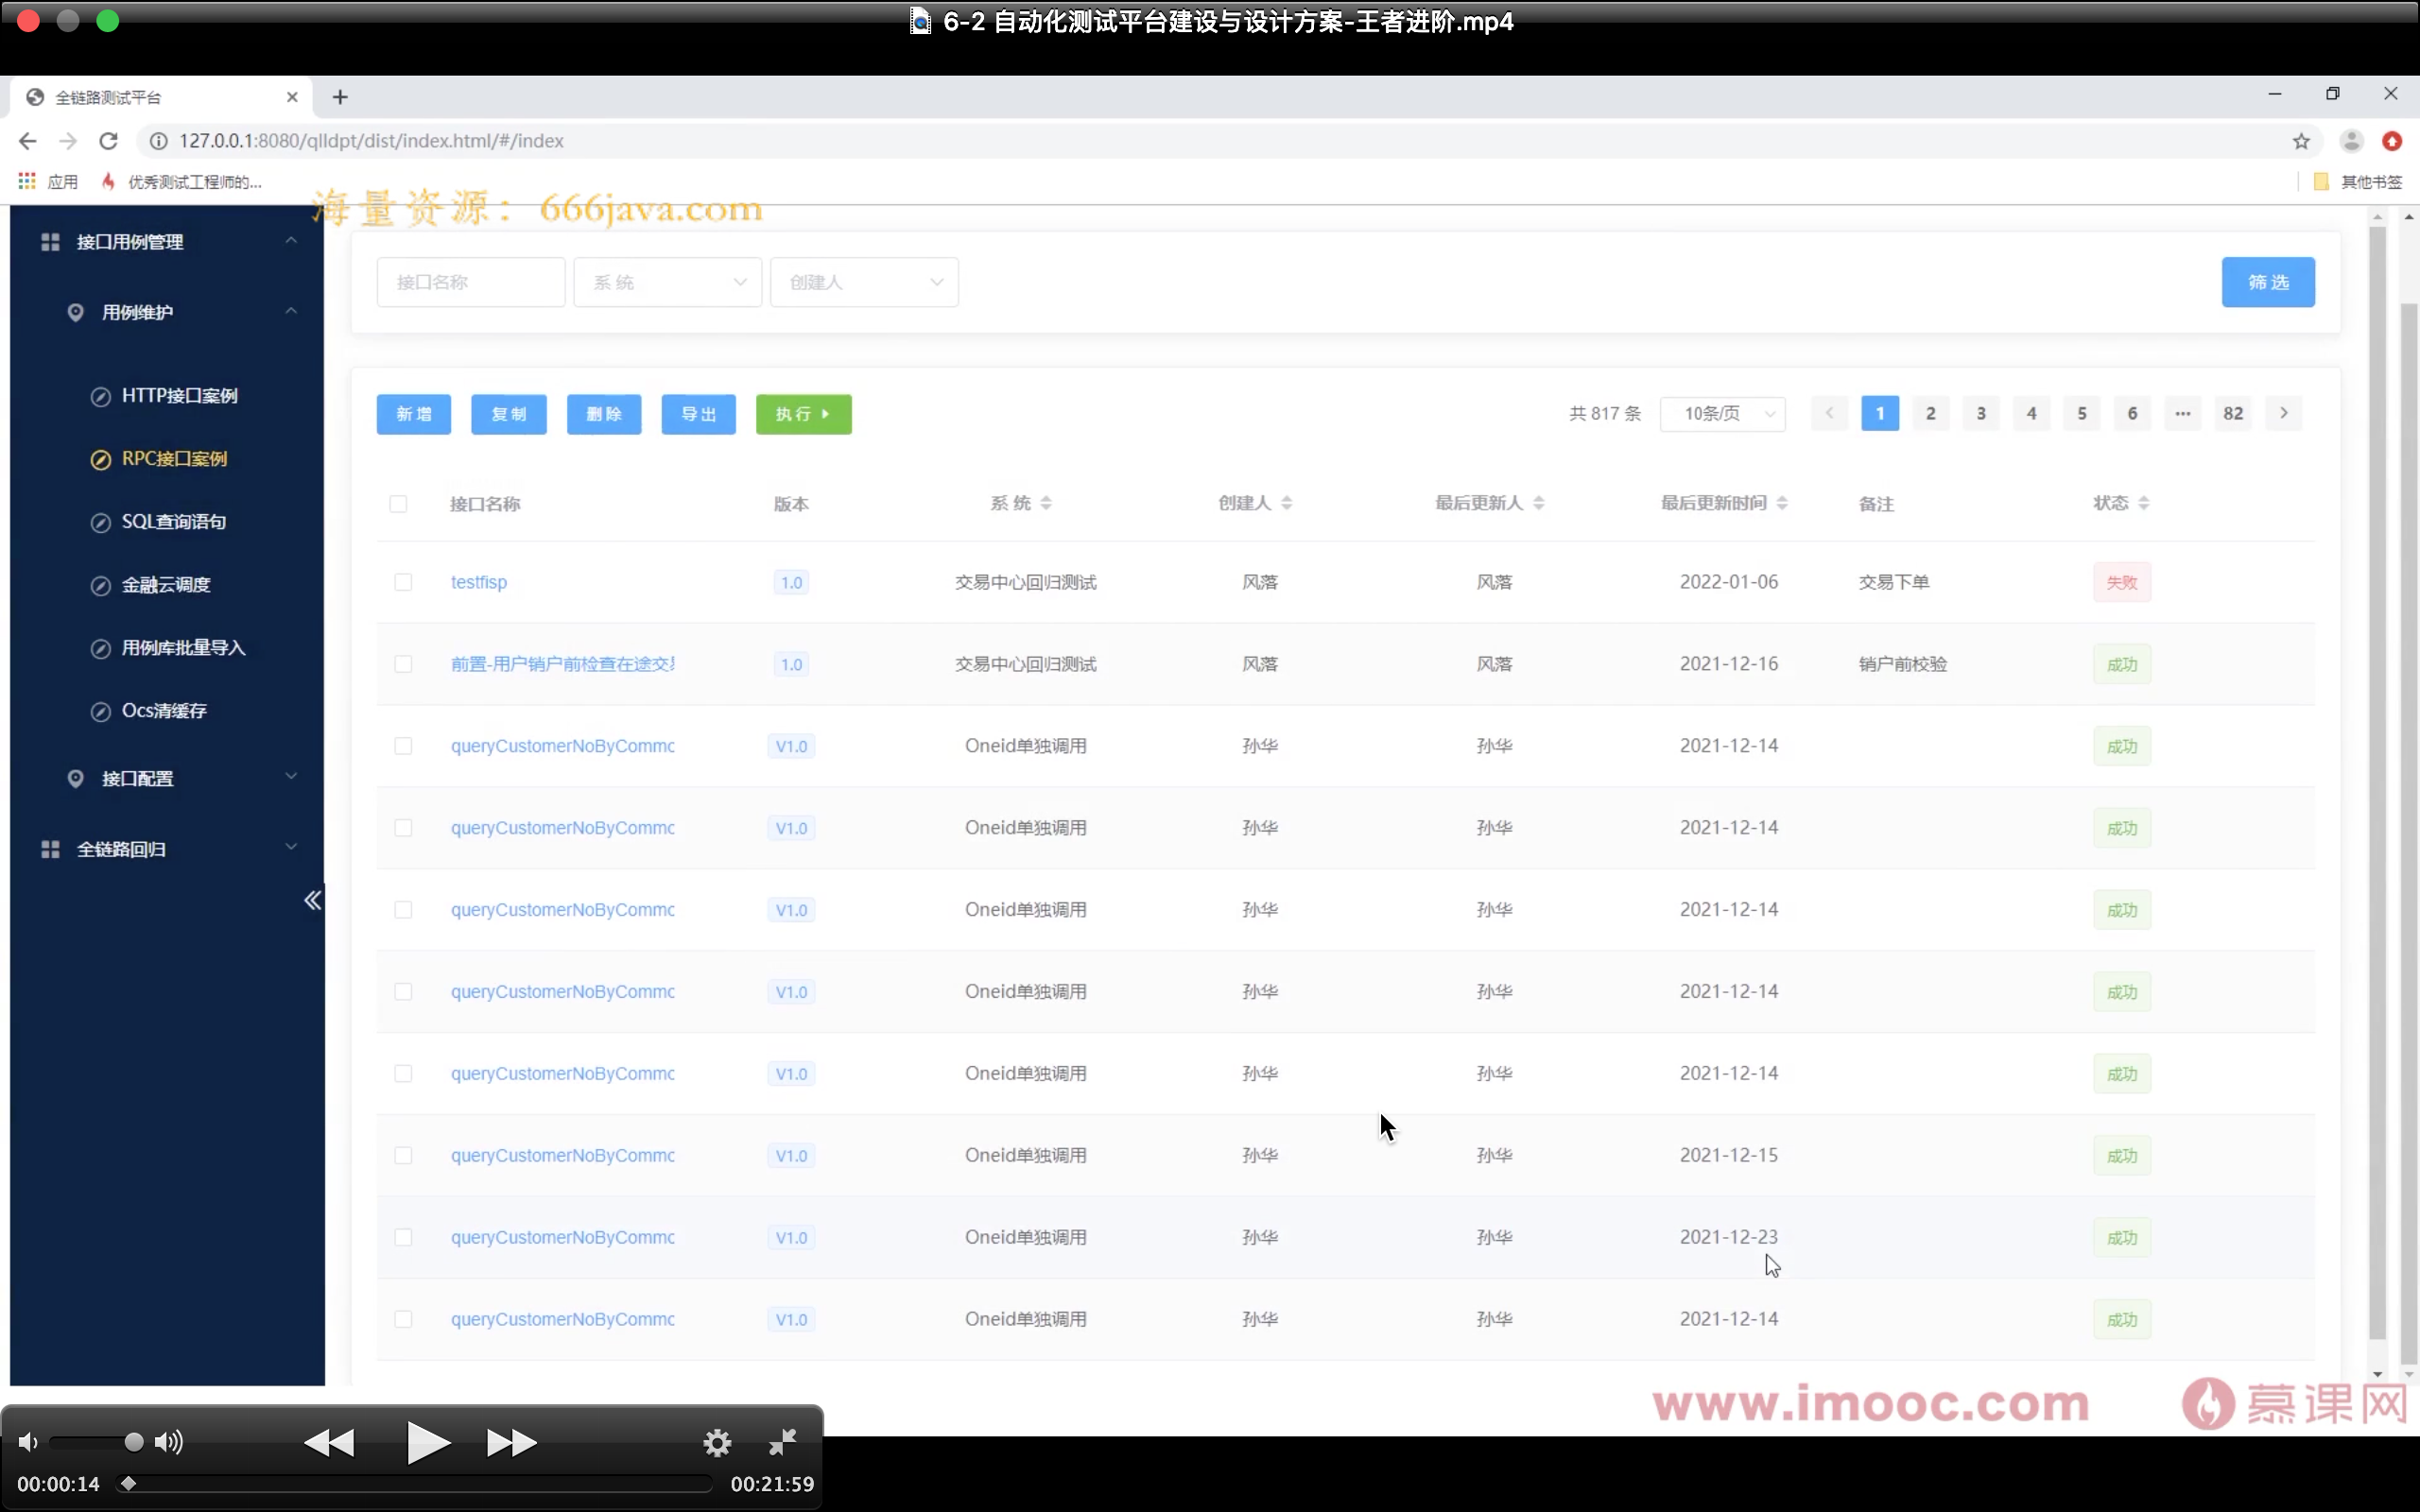 6-2 自动化测试平台建设与设计方案-王者进阶.mp4
全链路测试平台
127.0.0.1:8080/qlldpt/dist/index.html/#/index
应用 优秀测试工程师的... 其他书签
海量资源：666java.com
接口用例管理
用例维护
HTTP接口案例
RPC接口案例
SQL查询语句
金融云调度
用例库批量导入
Ocs清缓存
接口配置
全链路回归
接口名称 系统 创建人 筛选
新增 复制 删除 导出 执行 共 817 条 10条/页 1 2 3 4 5 6 ··· 82
接口名称 版本 系统 创建人 最后更新人 最后更新时间 备注 状态
testfisp 1.0 交易中心回归测试 风落 风落 2022-01-06 交易下单 失败
前置-用户销户前检查在途交 1.0 交易中心回归测试 风落 风落 2021-12-16 销户前校验 成功
queryCustomerNoByCommc V1.0 Oneid单独调用 孙华 孙华 2021-12-14 成功
queryCustomerNoByCommc V1.0 Oneid单独调用 孙华 孙华 2021-12-14 成功
queryCustomerNoByCommc V1.0 Oneid单独调用 孙华 孙华 2021-12-14 成功
queryCustomerNoByCommc V1.0 Oneid单独调用 孙华 孙华 2021-12-14 成功
queryCustomerNoByCommc V1.0 Oneid单独调用 孙华 孙华 2021-12-14 成功
queryCustomerNoByCommc V1.0 Oneid单独调用 孙华 孙华 2021-12-15 成功
queryCustomerNoByCommc V1.0 Oneid单独调用 孙华 孙华 2021-12-23 成功
queryCustomerNoByCommc V1.0 Oneid单独调用 孙华 孙华 2021-12-14 成功
www.imooc.com 慕课网
00:00:14 00:21:59